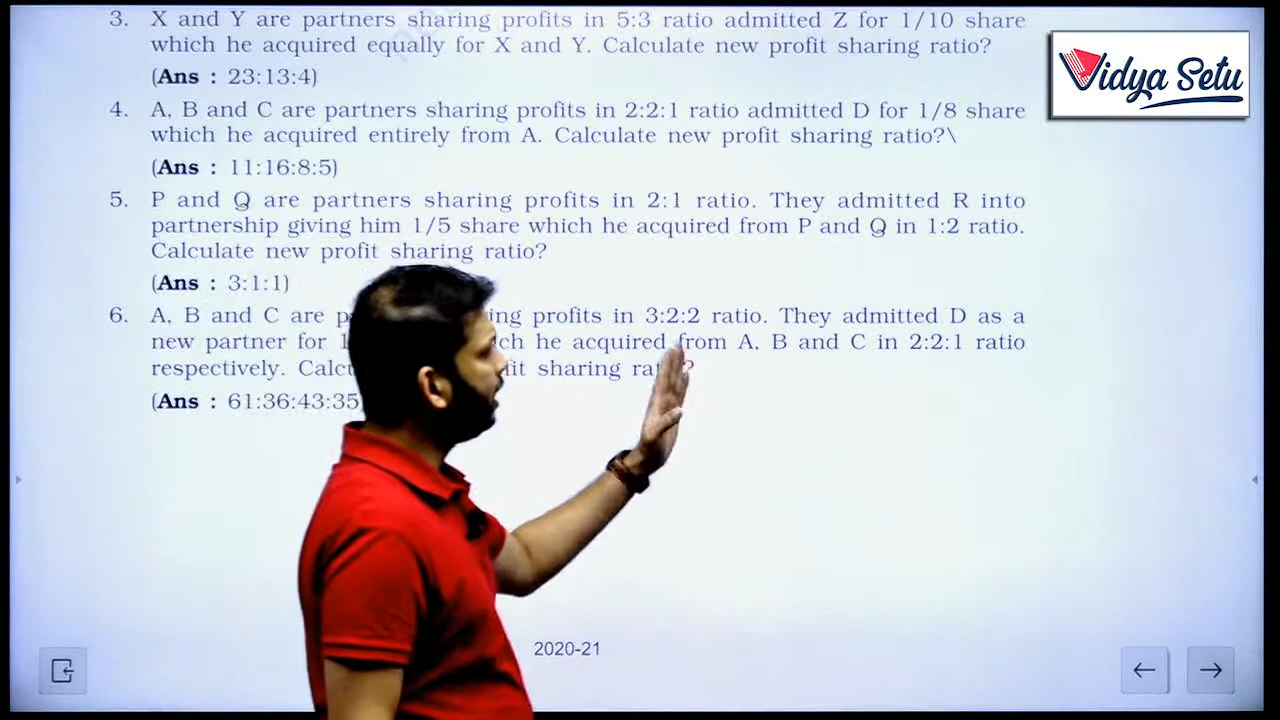 3. X and Y are partners sharing profits in 5:3 ratio admitted Z for 1/10 share
which he acquired equally for X and Y. Calculate new profit sharing ratio?
(Ans : 23:13:4)
4. A, B and C are partners sharing profits in 2:2:1 ratio admitted D for 1/8 share
which he acquired entirely from A. Calculate new profit sharing ratio?\
(Ans : 11:16:8:5)
5. P and Q are partners sharing profits in 2:1 ratio. They admitted R into
partnership giving him 1/5 share which he acquired from P and Q in 1:2 ratio.
Calculate new profit sharing ratio?
(Ans : 3:1:1)
6. A, B and C are profits in 3:2:2 ratio. They admitted D as a
new partner for he acquired from A, B and C in 2:2:1 ratio
respectively. sharing
(Ans : 61:36:43:35
2020-21
Vidya Setu